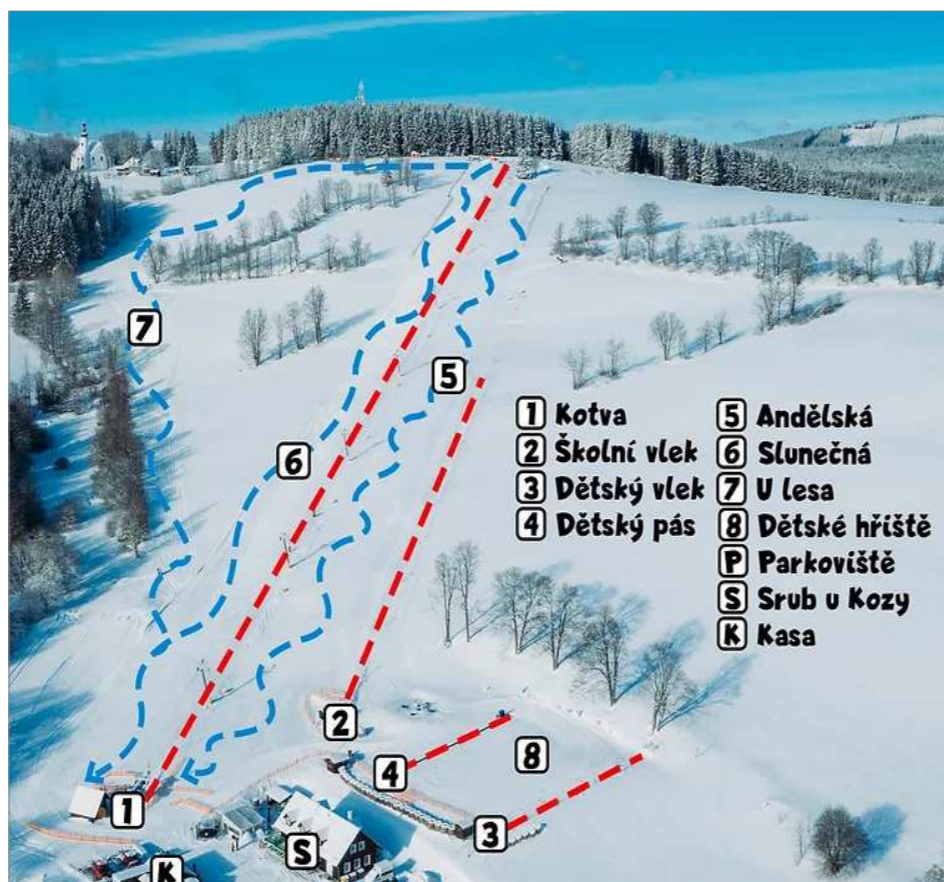 7
5
6
1 Kotva
2 Školní vlek
3 Dětský vlek
4 Dětský pás
5 Andělská
6 Slunečná
7 U lesa
8 Dětské hřiště
P Parkoviště
S Srub u Kozy
K Kasa
2
8
4
1
3
S
K